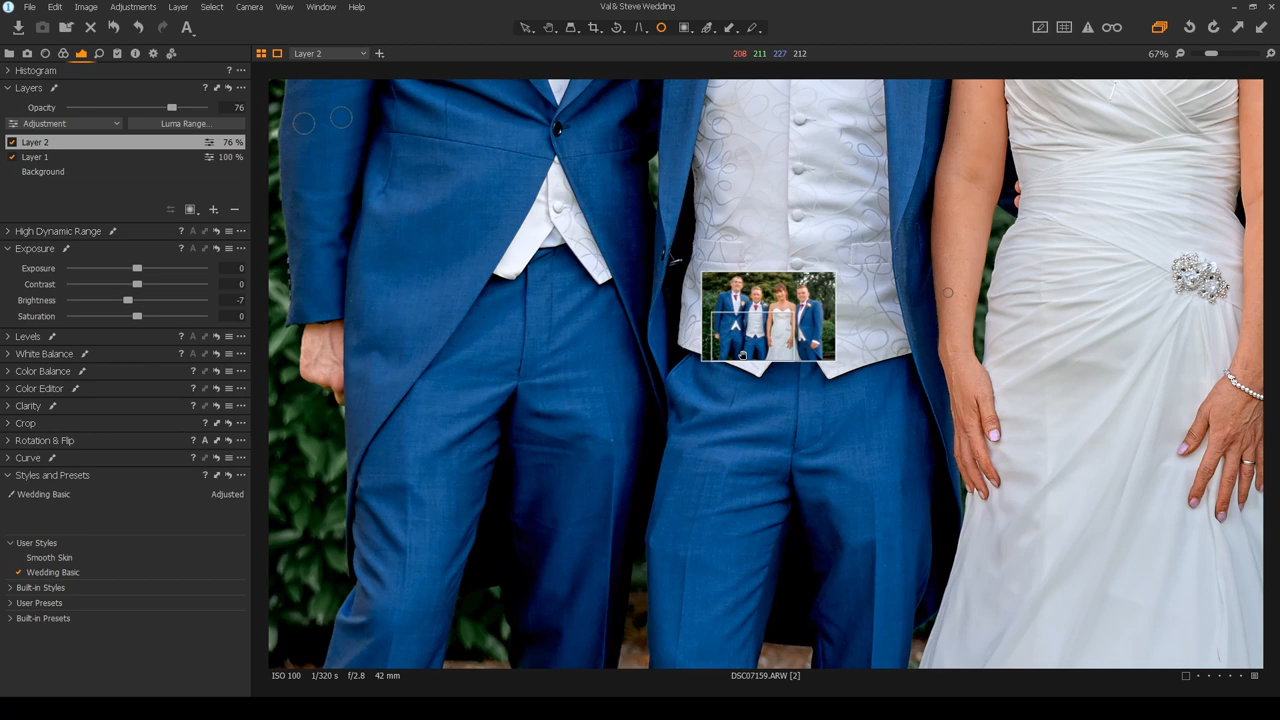 File Edit Image Adjustments Layer Select Camera View Window Help
Val & Steve Wedding
Layer 2
208 211 227 212
67%
Histogram
Layers
Opacity 76
Adjustment
Luma Range...
Layer 2 76 %
Layer 1 100 %
Background
High Dynamic Range
Exposure
Exposure 0
Contrast 0
Brightness -7
Saturation 0
Levels
White Balance
Color Balance
Color Editor
Clarity
Crop
Rotation & Flip
Curve
Styles and Presets
Wedding Basic Adjusted
User Styles
Smooth Skin
Wedding Basic
Built-in Styles
User Presets
Built-in Presets
ISO 100 1/320 s f/2.8 42 mm
DSC07159.ARW [2]